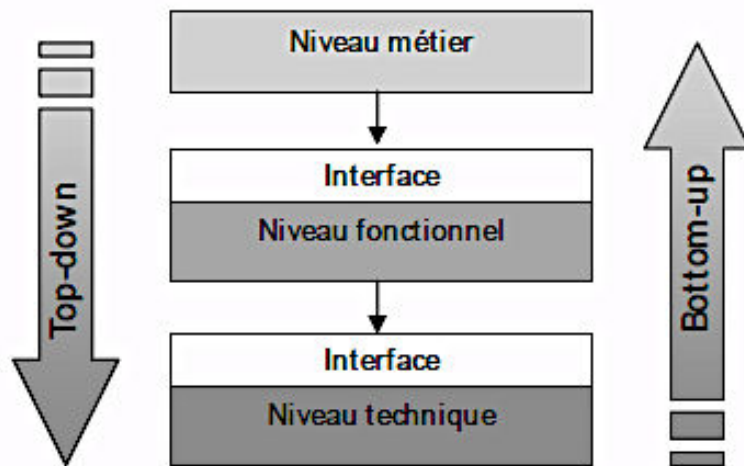 Niveau métier
Interface
Niveau fonctionnel
Interface
Niveau technique
Top-down
Bottom-up